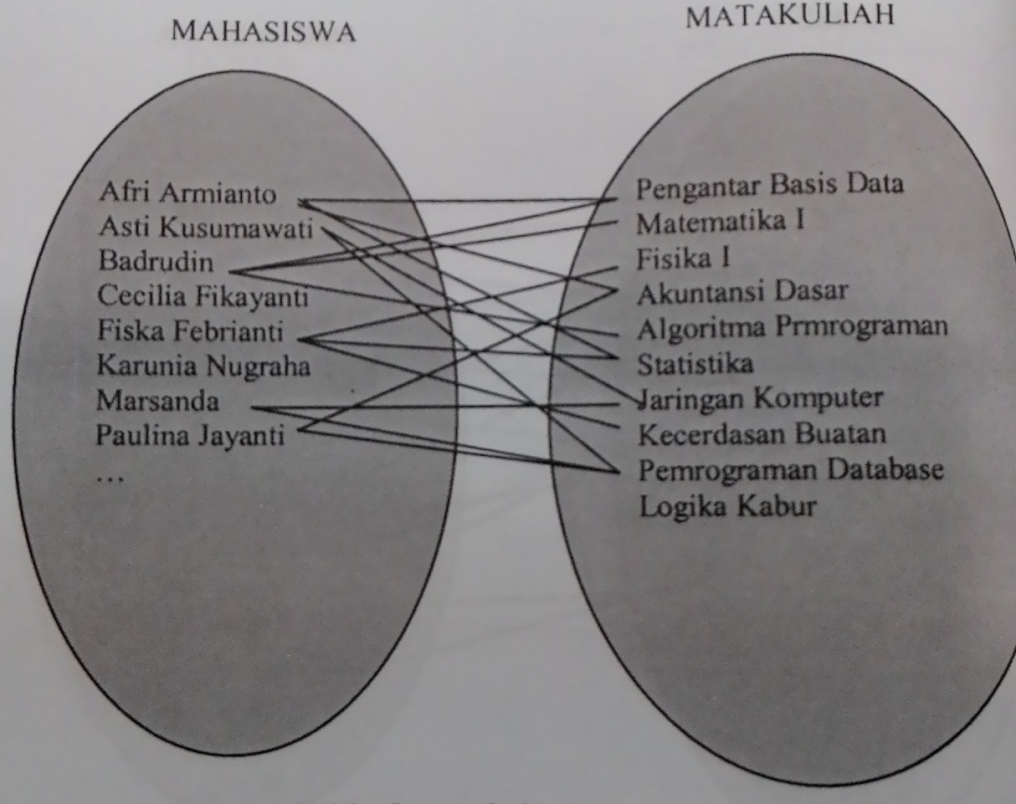 MAHASISWA
MATAKULIAH
Afri Armianto
Asti Kusumawati
Badrudin
Cecilia Fikayanti
Fiska Febrianti
Karunia Nugraha
Marsanda
Paulina Jayanti
...
Pengantar Basis Data
Matematika I
Fisika I
Akuntansi Dasar
Algoritma Prmrograman
Statistika
Jaringan Komputer
Kecerdasan Buatan
Pemrograman Database
Logika Kabur